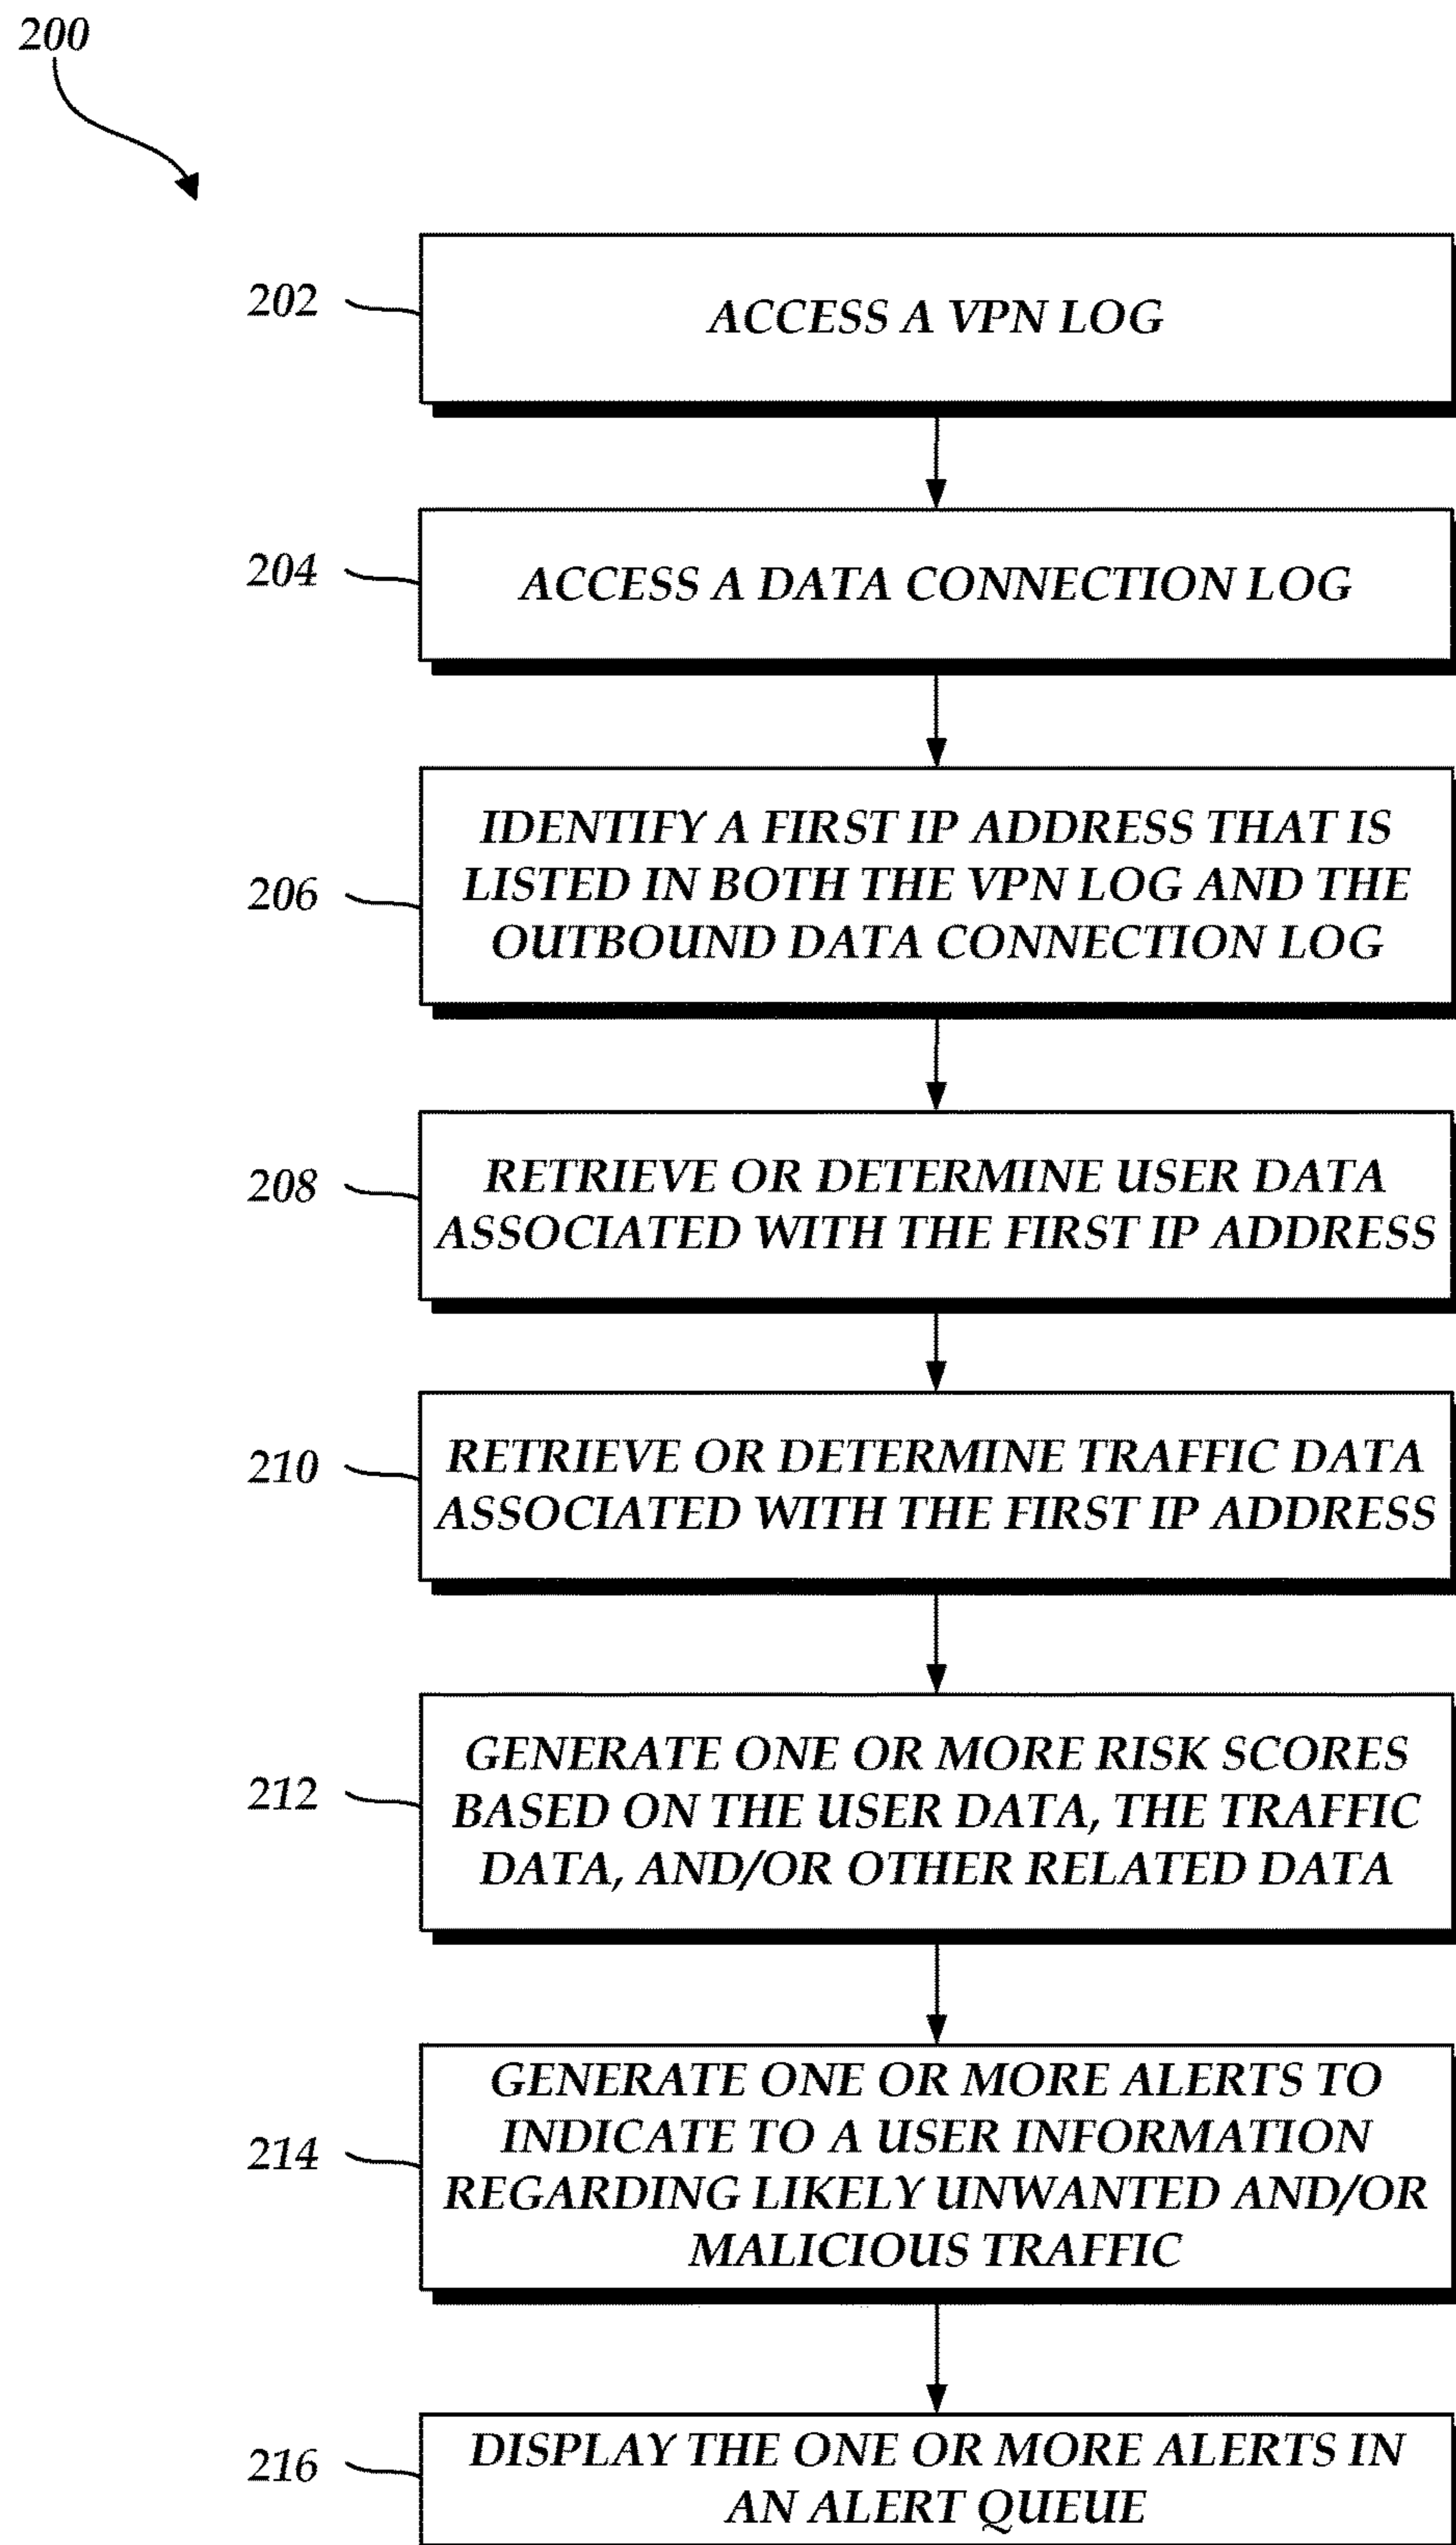 200
202
ACCESS A VPN LOG
204
ACCESS A DATA CONNECTION LOG
206
IDENTIFY A FIRST IP ADDRESS THAT IS
LISTED IN BOTH THE VPN LOG AND THE
OUTBOUND DATA CONNECTION LOG
208
RETRIEVE OR DETERMINE USER DATA
ASSOCIATED WITH THE FIRST IP ADDRESS
210
RETRIEVE OR DETERMINE TRAFFIC DATA
ASSOCIATED WITH THE FIRST IP ADDRESS
212
GENERATE ONE OR MORE RISK SCORES
BASED ON THE USER DATA, THE TRAFFIC
DATA, AND/OR OTHER RELATED DATA
214
GENERATE ONE OR MORE ALERTS TO
INDICATE TO A USER INFORMATION
REGARDING LIKELY UNWANTED AND/OR
MALICIOUS TRAFFIC
216
DISPLAY THE ONE OR MORE ALERTS IN
AN ALERT QUEUE